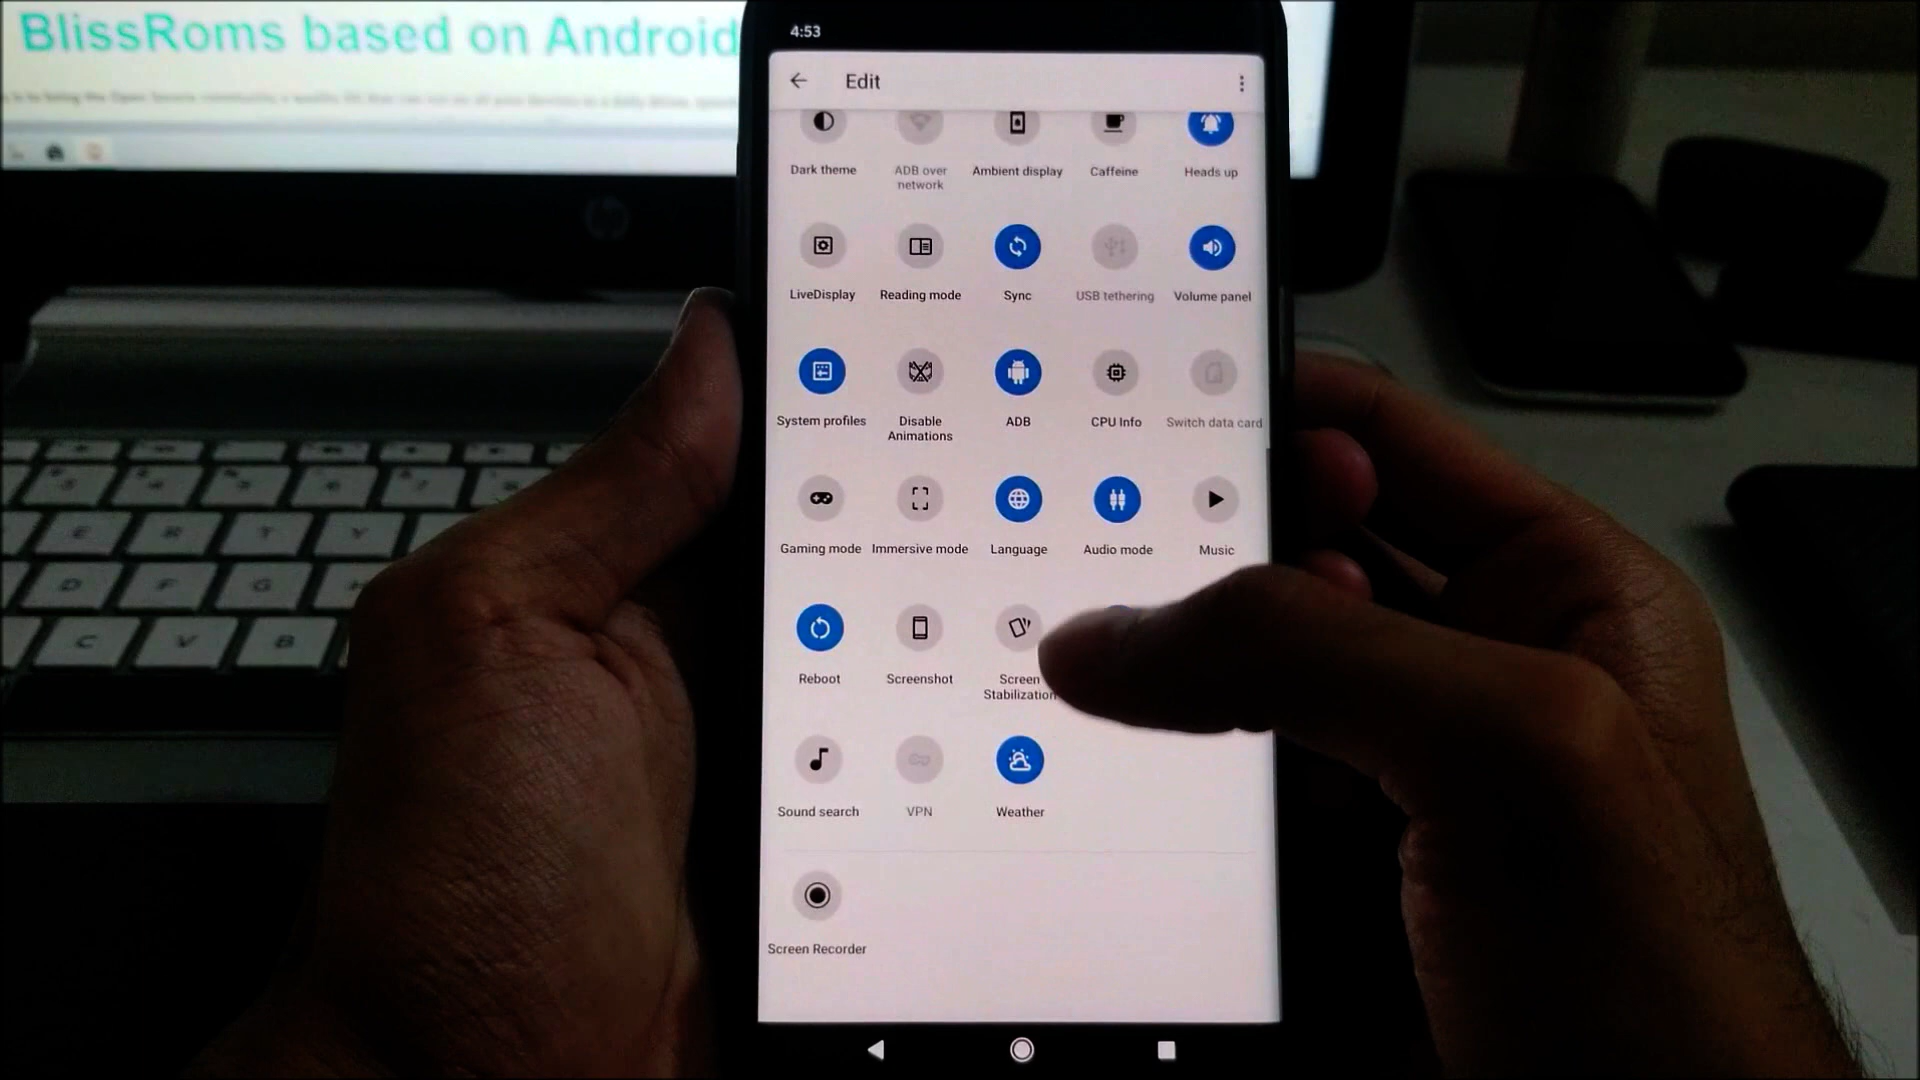 BlissRoms based on Android
4:53
Edit
Dark theme
ADB over
network
Ambient display
Caffeine
Heads up
LiveDisplay
Reading mode
Sync
USB tethering
Volume panel
System profiles
Disable
Animations
ADB
CPU Info
Switch data card
Gaming mode
Immersive mode
Language
Audio mode
Music
Reboot
Screenshot
Screen
Stabilization
Sound search
VPN
Weather
Screen Recorder
E R T Y
D F G H
C V B
hp